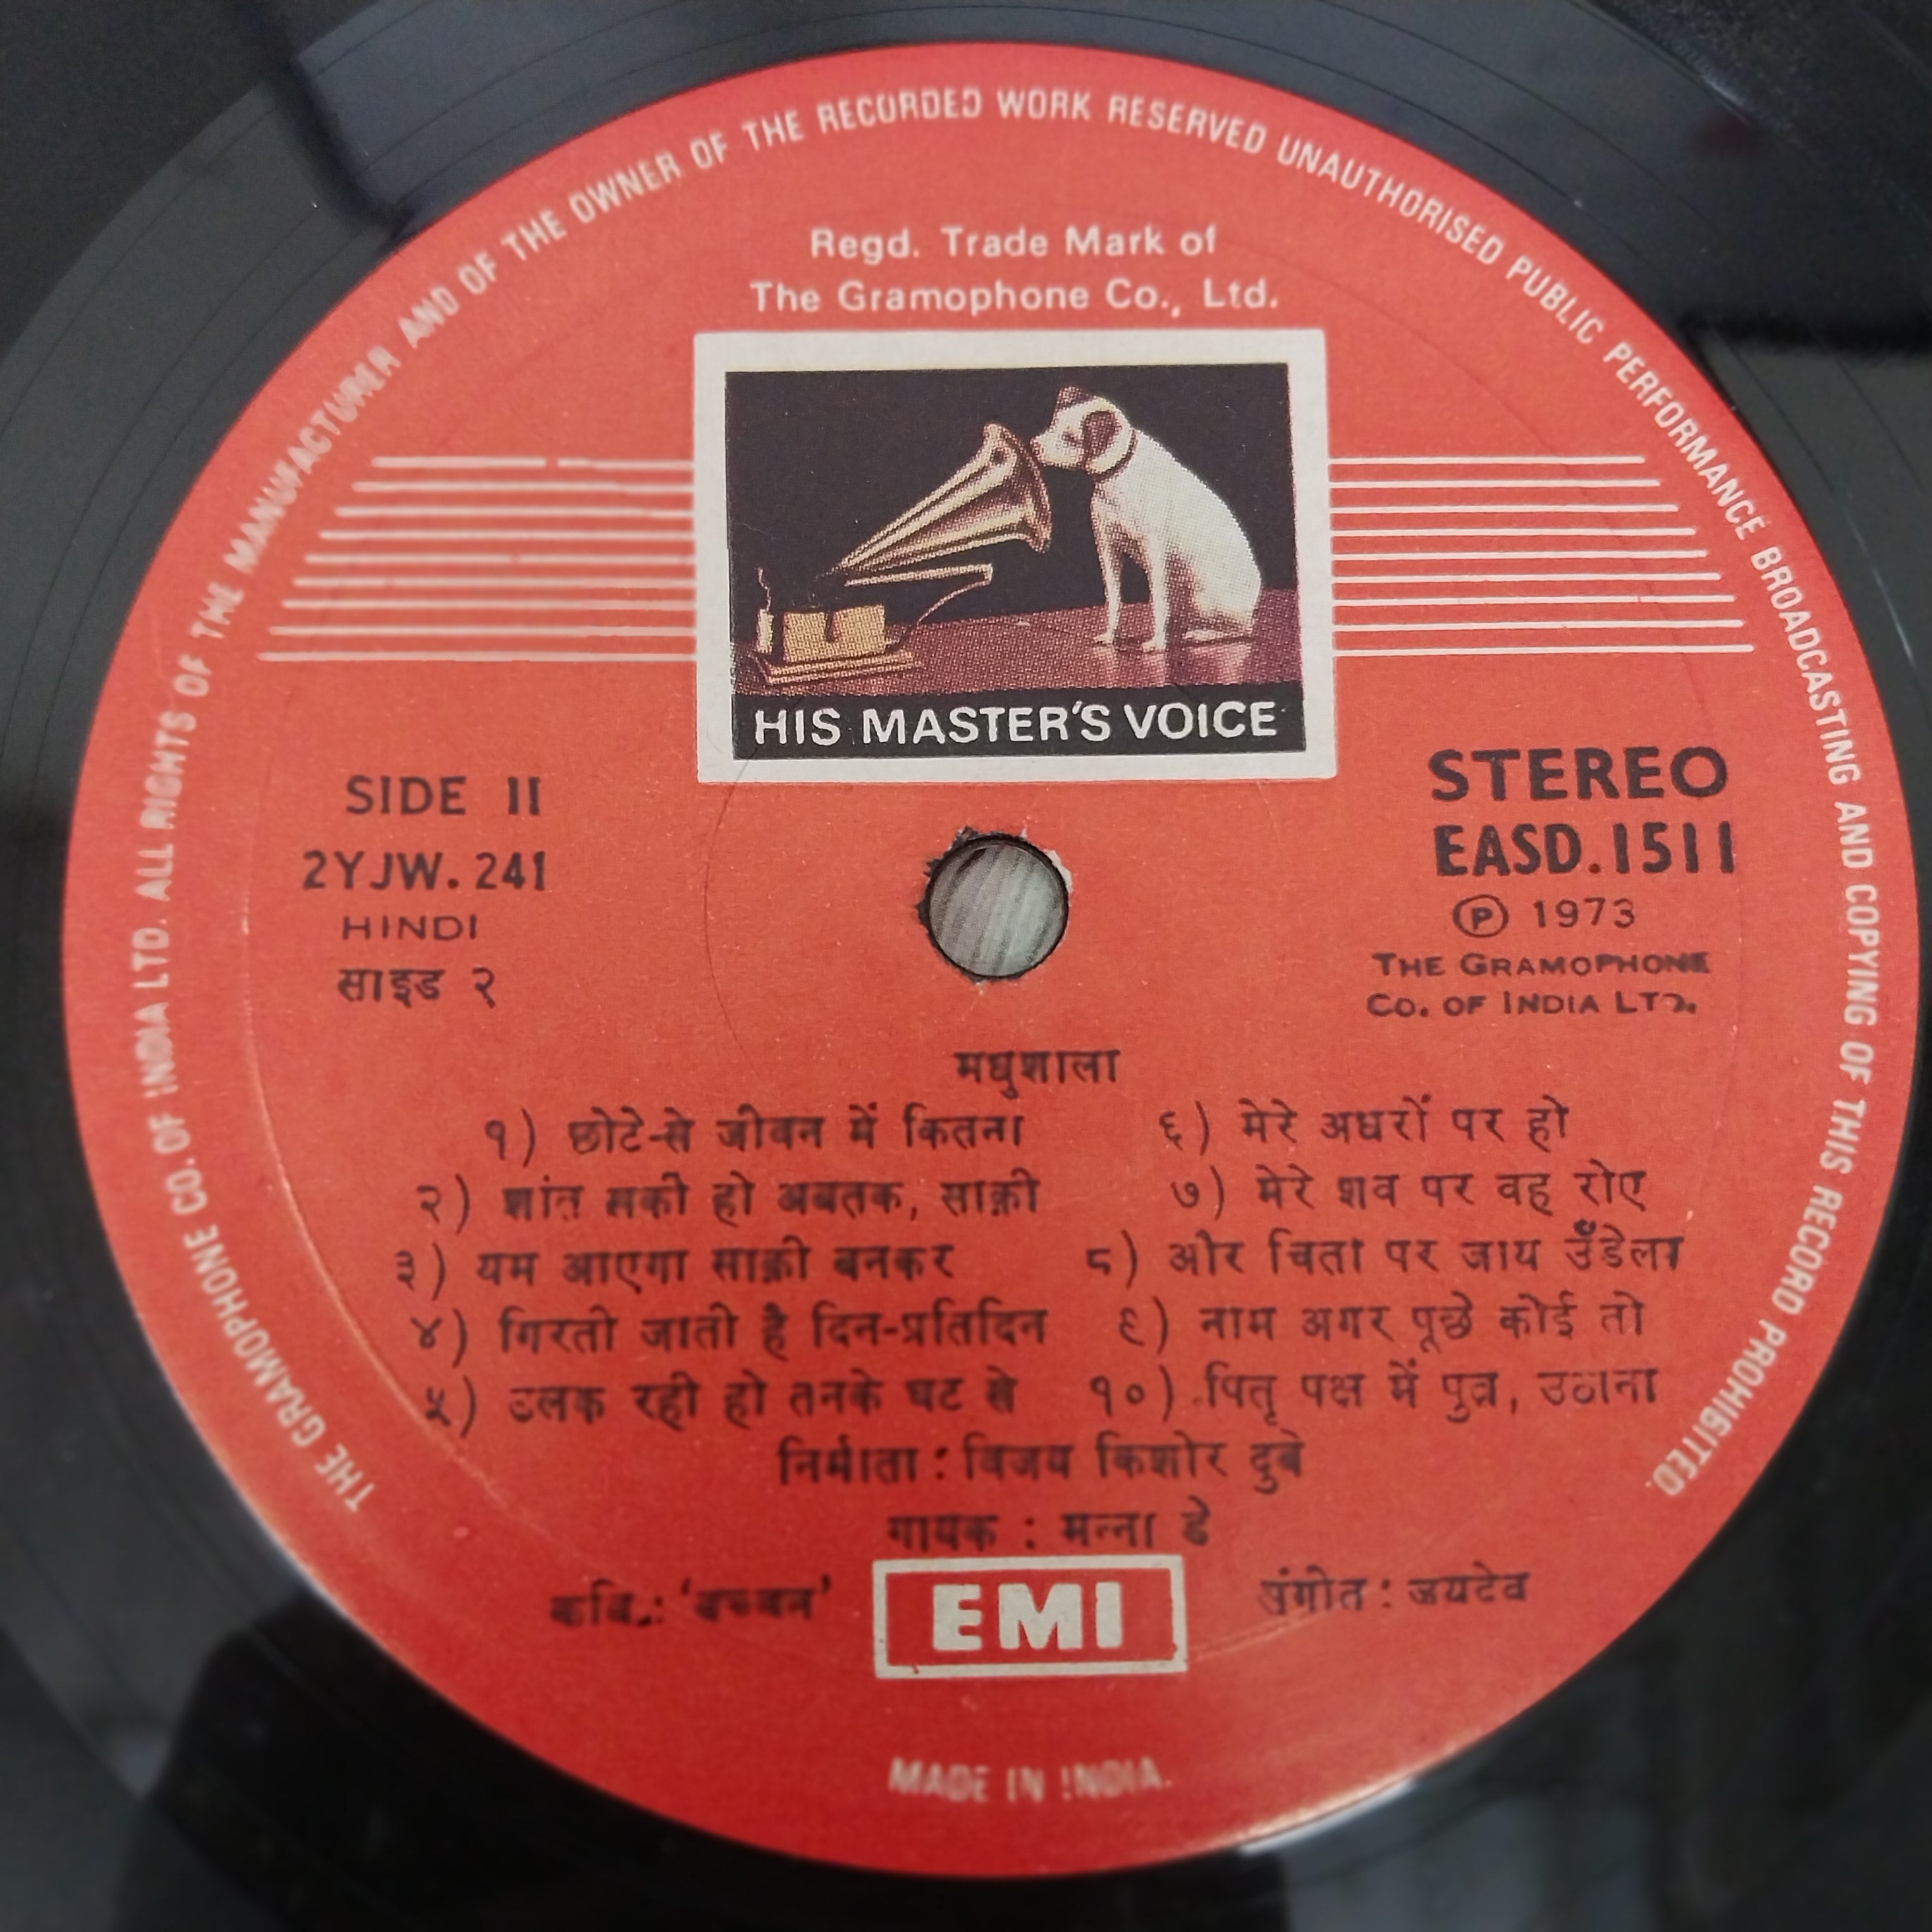 THE GRAMOPHONE CO. OF INDIA LTD. ALL RIGHTS OF THE MANUFACTURER AND OF THE OWNER OF THE RECORDED WORK RESERVED UNAUTHORISED PUBLIC PERFORMANCE BROADCASTING AND COPYING OF THIS RECORD PROHIBITED.
Regd. Trade Mark of
The Gramophone Co., Ltd.
HIS MASTER'S VOICE
SIDE II
2YJW.241
HINDI
साइड २
STEREO
EASD.1511
Ⓟ 1973
THE GRAMOPHONE
CO. OF INDIA LTD.
मधुशाला
१) छोटे-से जीवन में कितना
२) शांत सकी हो अबतक, साक़ी
३) यम आएगा साक़ी बनकर
४) गिरती जाती है दिन-प्रतिदिन
५) ढलक रही हो तनके घट से
६) मेरे अधरों पर हो
७) मेरे शव पर वह रोए
८) और चिता पर जाय उँडेला
९) नाम अगर पूछे कोई तो
१०) पितृ पक्ष में पुत्र, उठाना
निर्माता : विजय किशोर दुबे
गायक : मन्ना डे
कवि : 'बच्चन'
EMI
संगीत : जयदेव
MADE IN INDIA.